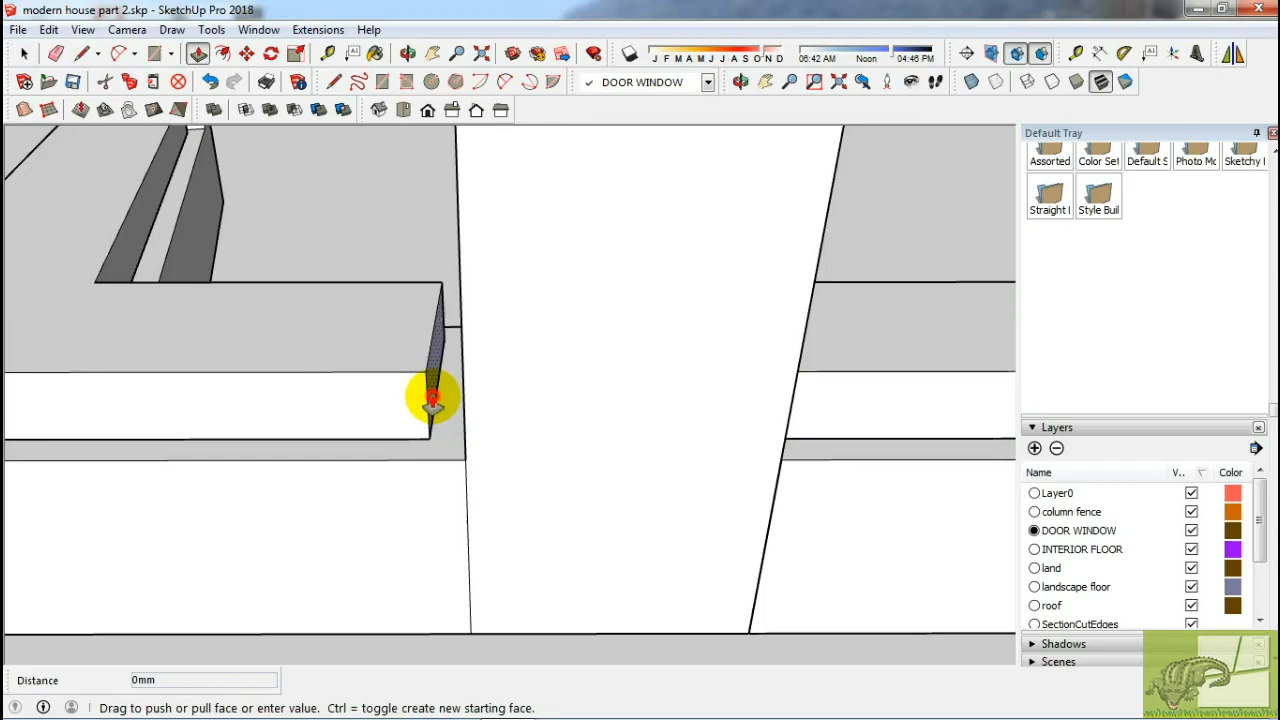 modern house part 2.skp - SketchUp Pro 2018
File Edit View Camera Draw Tools Window Extensions Help
J F M A M J J A S O N D 06:42 AM Noon 04:46 PM
DOOR WINDOW
Default Tray
Assorted Color Se Default S Photo Mo Sketchy
Straight Style Buil
Layers
Name V.. Color
Layer0
column fence
DOOR WINDOW
INTERIOR FLOOR
land
landscape floor
roof
SectionCutEdges
Shadows
Scenes
Distance 0mm
Drag to push or pull face or enter value. Ctrl = toggle create new starting face.